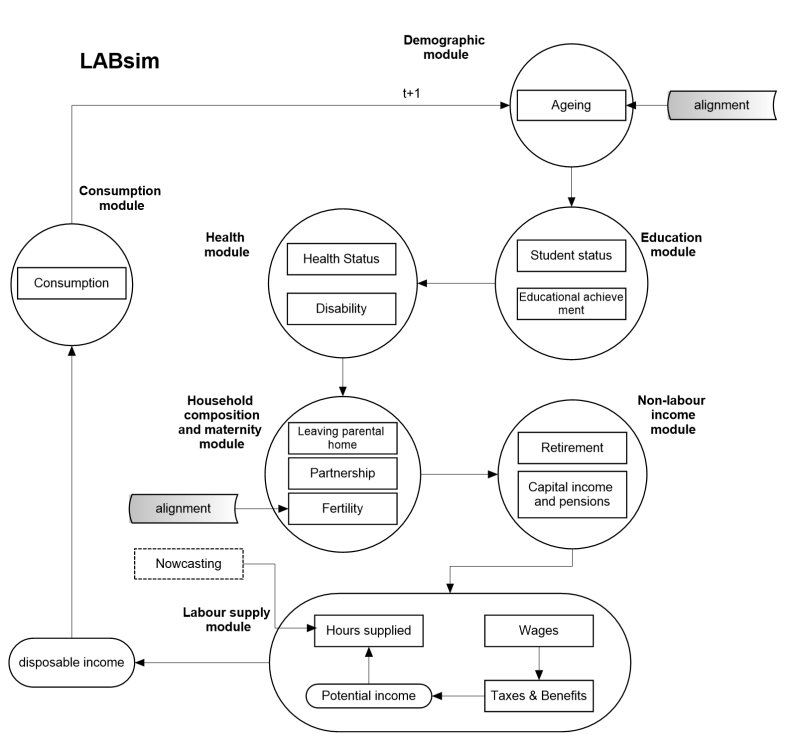 LABsim
Demographic
module
t+1
Ageing
alignment
Consumption
module
Consumption
Health
module
Health Status
Disability
Education
module
Student status
Educational achieve
ment
Household
composition
and maternity
module
Leaving parental
home
Partnership
Fertility
alignment
Non-labour
income
module
Retirement
Capital income
and pensions
Nowcasting
Labour supply
module
Hours supplied
Wages
disposable income
Potential income
Taxes & Benefits